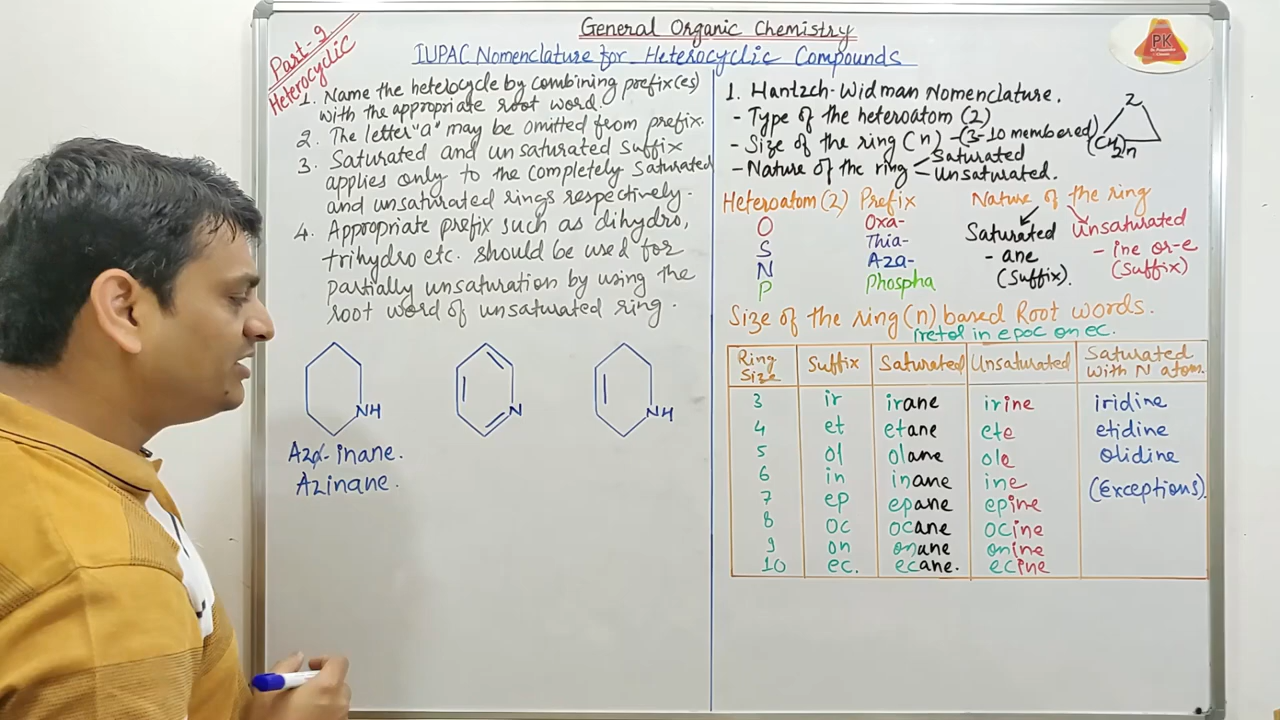 General Organic Chemistry
IUPAC Nomenclature for Heterocyclic Compounds
Part-9
Heterocyclic
PK
1. Name the heterocycle by combining prefix(es)
with the appropriate root word.
2. The letter "a" may be omitted from prefix.
3. Saturated and unsaturated suffix
applies only to the completely saturated
and unsaturated rings respectively.
4. Appropriate prefix such as dihydro,
trihydro etc. should be used for
partially unsaturation by using the
root word of unsaturated ring.
NH
N
NH
Aza- inane.
Azinane.
1. Hantzch-Widman Nomenclature.
- Type of the heteroatom (Z)
- Size of the ring (n) - (3-10 membered)
- Nature of the ring - Saturated
- Unsaturated.
Z
(CH2)n
Heteroatom (Z) Prefix
O Oxa-
S Thia-
N Aza-
P Phospha
Nature of the ring
Saturated
- ane
(Suffix).
Unsaturated
- ine or -e
(Suffix)
Size of the ring (n) based Root words.
iretol in epoc on ec.
Ring Size Suffix Saturated Unsaturated Saturated with N atom.
3 ir irane irine iridine
4 et etane ete etidine
5 ol olane ole olidine
6 in inane ine (exceptions).
7 ep epane epine
8 oc ocane ocine
9 on onane onine
10 ec. ecane. ecine